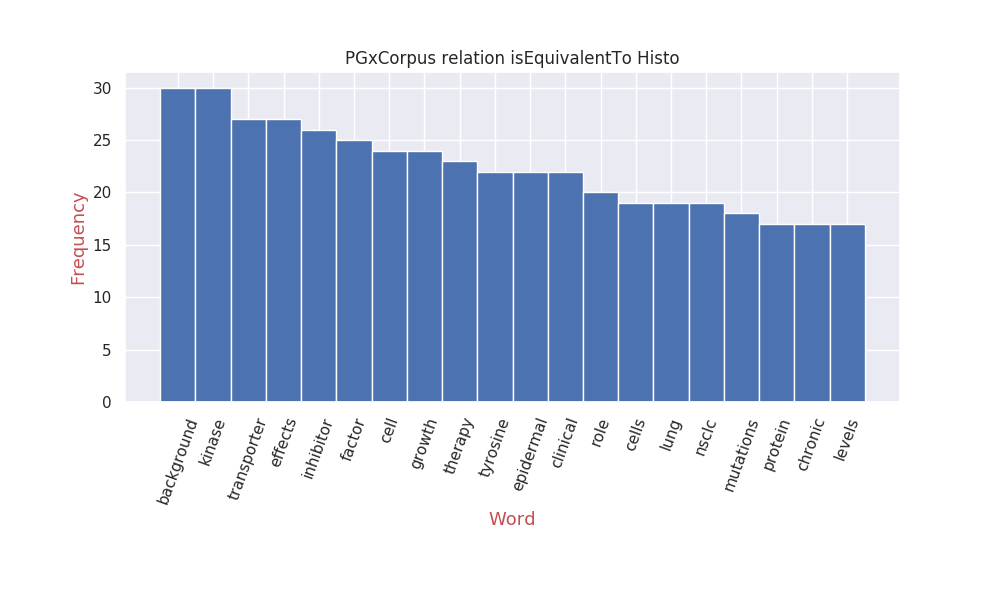 PGxCorpus relation isEquivalentTo Histo
30
25
20
15
10
5
0
Frequency
background
kinase
transporter
effects
inhibitor
factor
cell
growth
therapy
tyrosine
epidermal
clinical
role
cells
lung
nsclc
mutations
protein
chronic
levels
Word